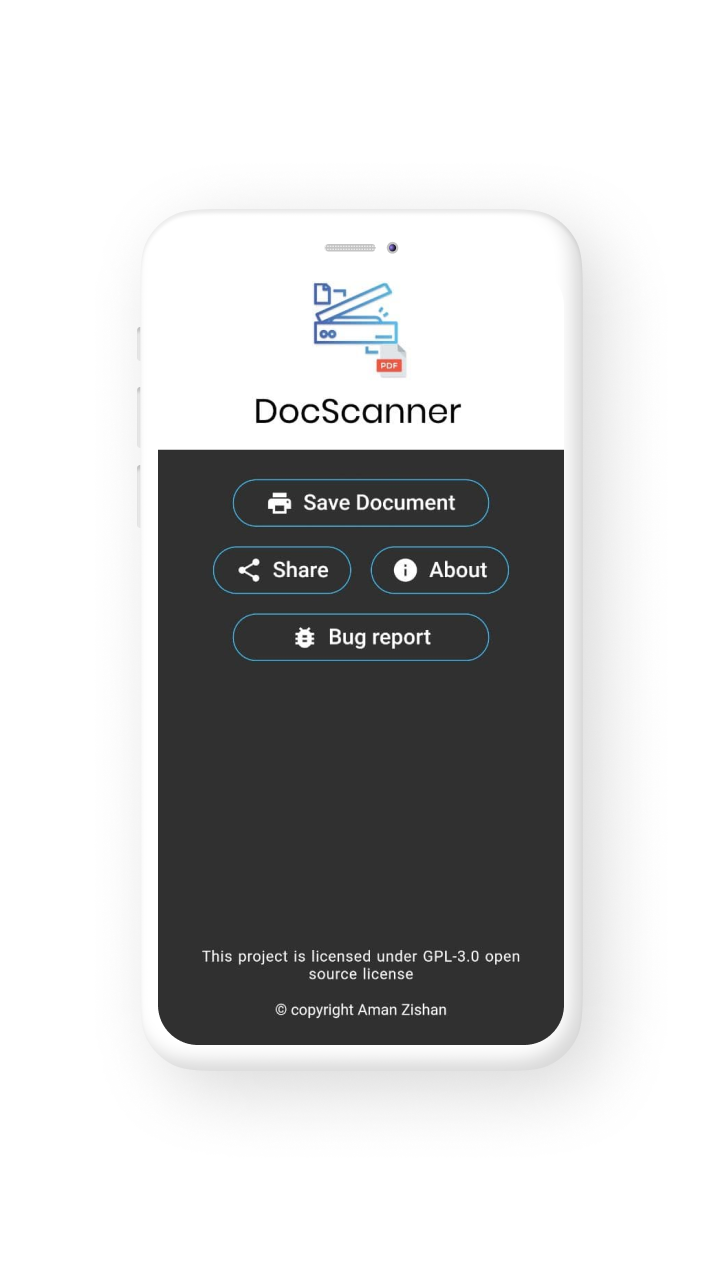 PDF
DocScanner
Save Document
Share
About
Bug report
This project is licensed under GPL-3.0 open
source license
© copyright Aman Zishan